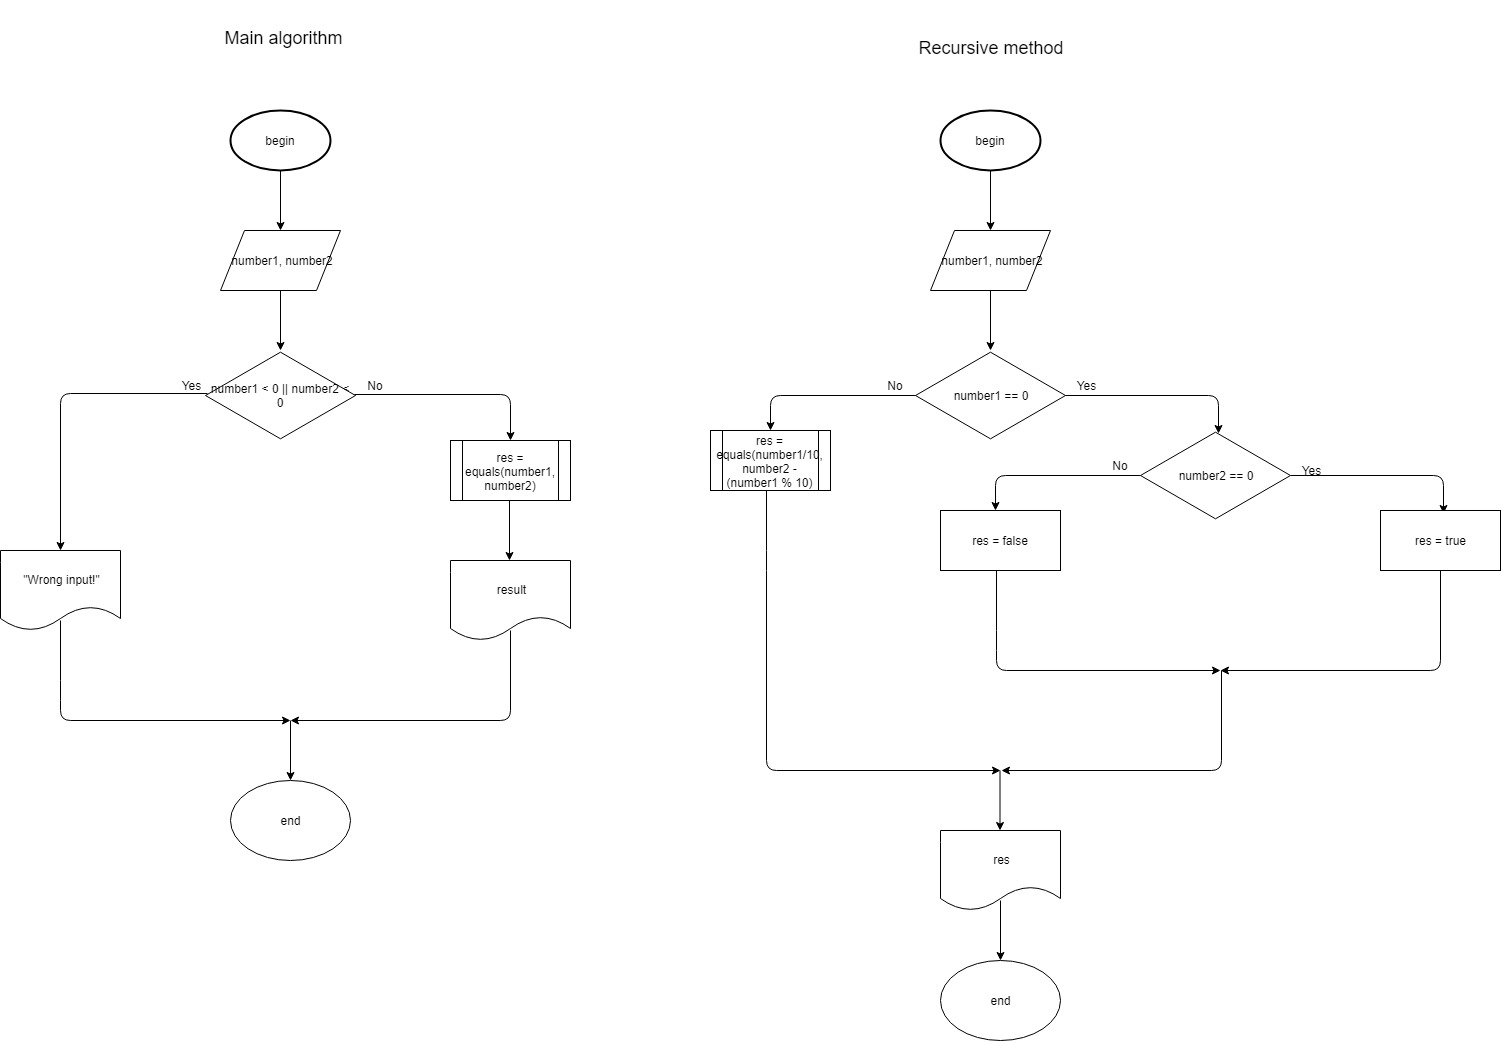 Main algorithm
begin
number1, number2
Yes
number1 < 0 || number2 <
0
No
res =
equals(number1,
number2)
"Wrong input!"
result
end
Recursive method
begin
number1, number2
No
number1 == 0
Yes
res =
equals(number1/10,
number2 -
(number1 % 10)
No
number2 == 0
Yes
res = false
res = true
res
end